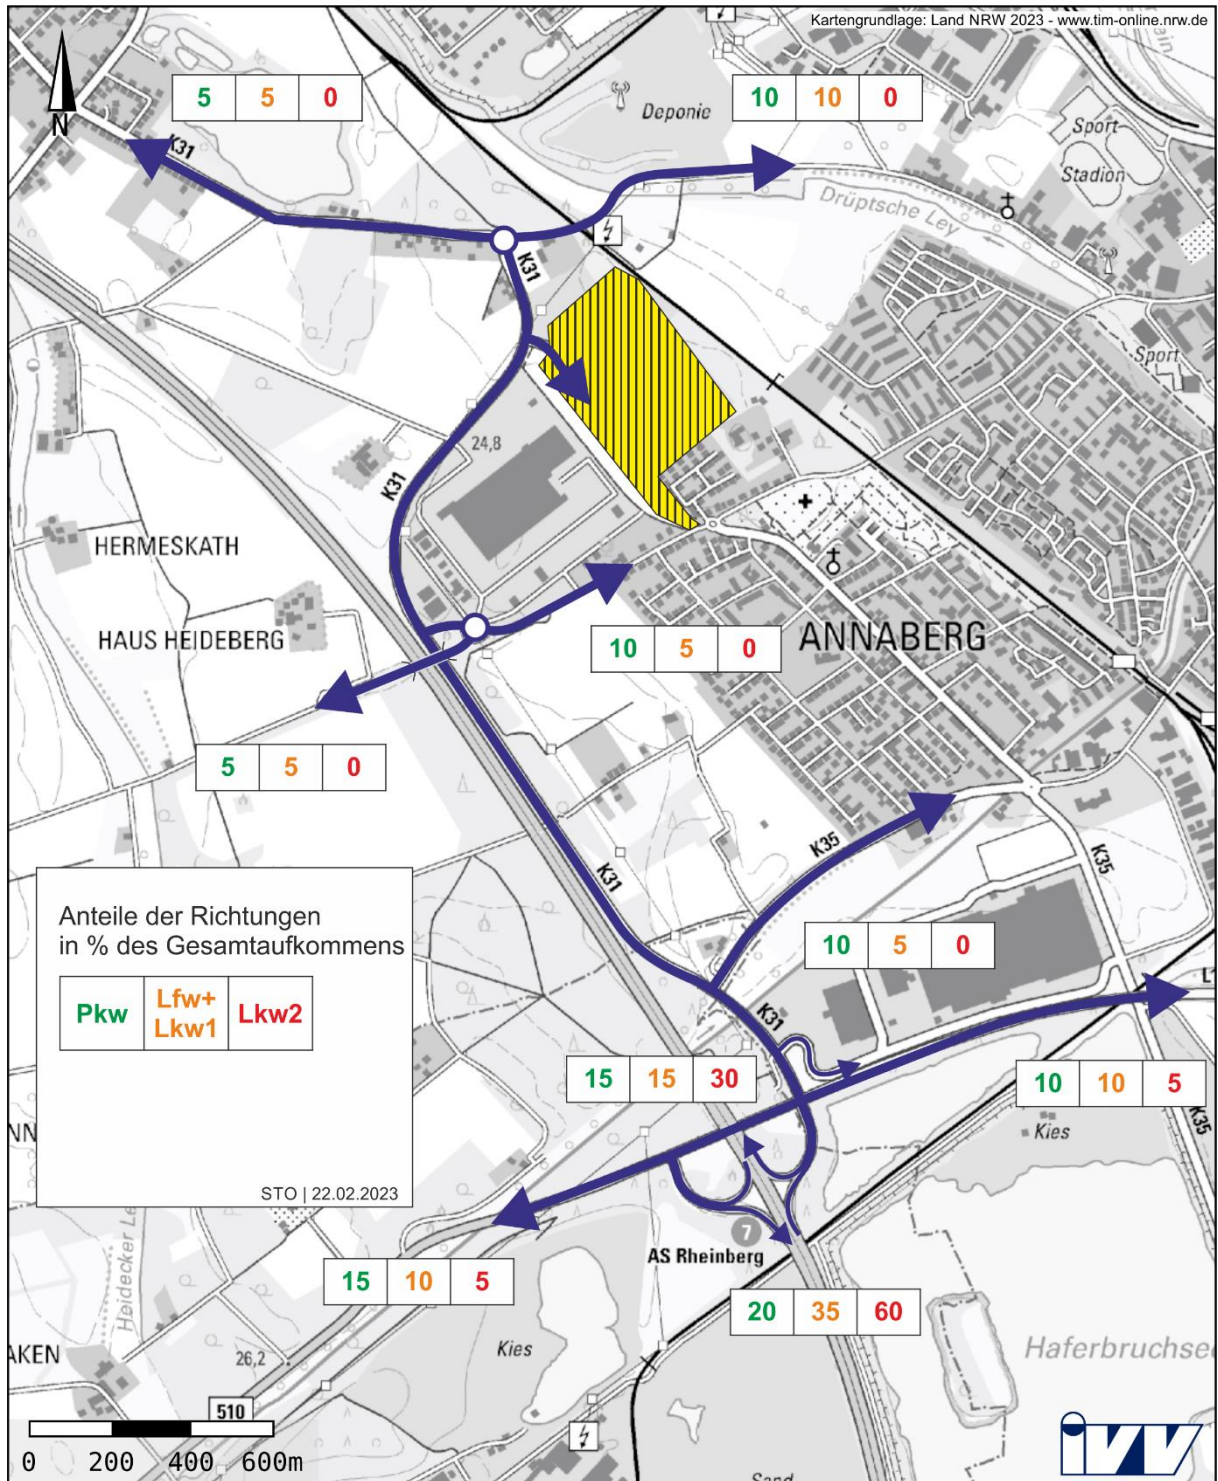 Kartengrundlage: Land NRW 2023 - www.tim-online.nrw.de
5 5 0
10 10 0
N
K31
Deponie
Sport-
Stadion
Drüptsche Ley
K31
Sport
24,8
K31
HERMESKATH
HAUS HEIDEBERG
10 5 0
ANNABERG
5 5 0
K31
K35
K35
Anteile der Richtungen
in % des Gesamtaufkommens
Pkw Lfw+ Lkw1 Lkw2
10 5 0
K31
15 15 30
10 10 5
K35
Kies
STO | 22.02.2023
Heidecker
7
AS Rheinberg
15 10 5
20 35 60
Kies
26,2
Haferbruchsee
510
0 200 400 600m
ivv